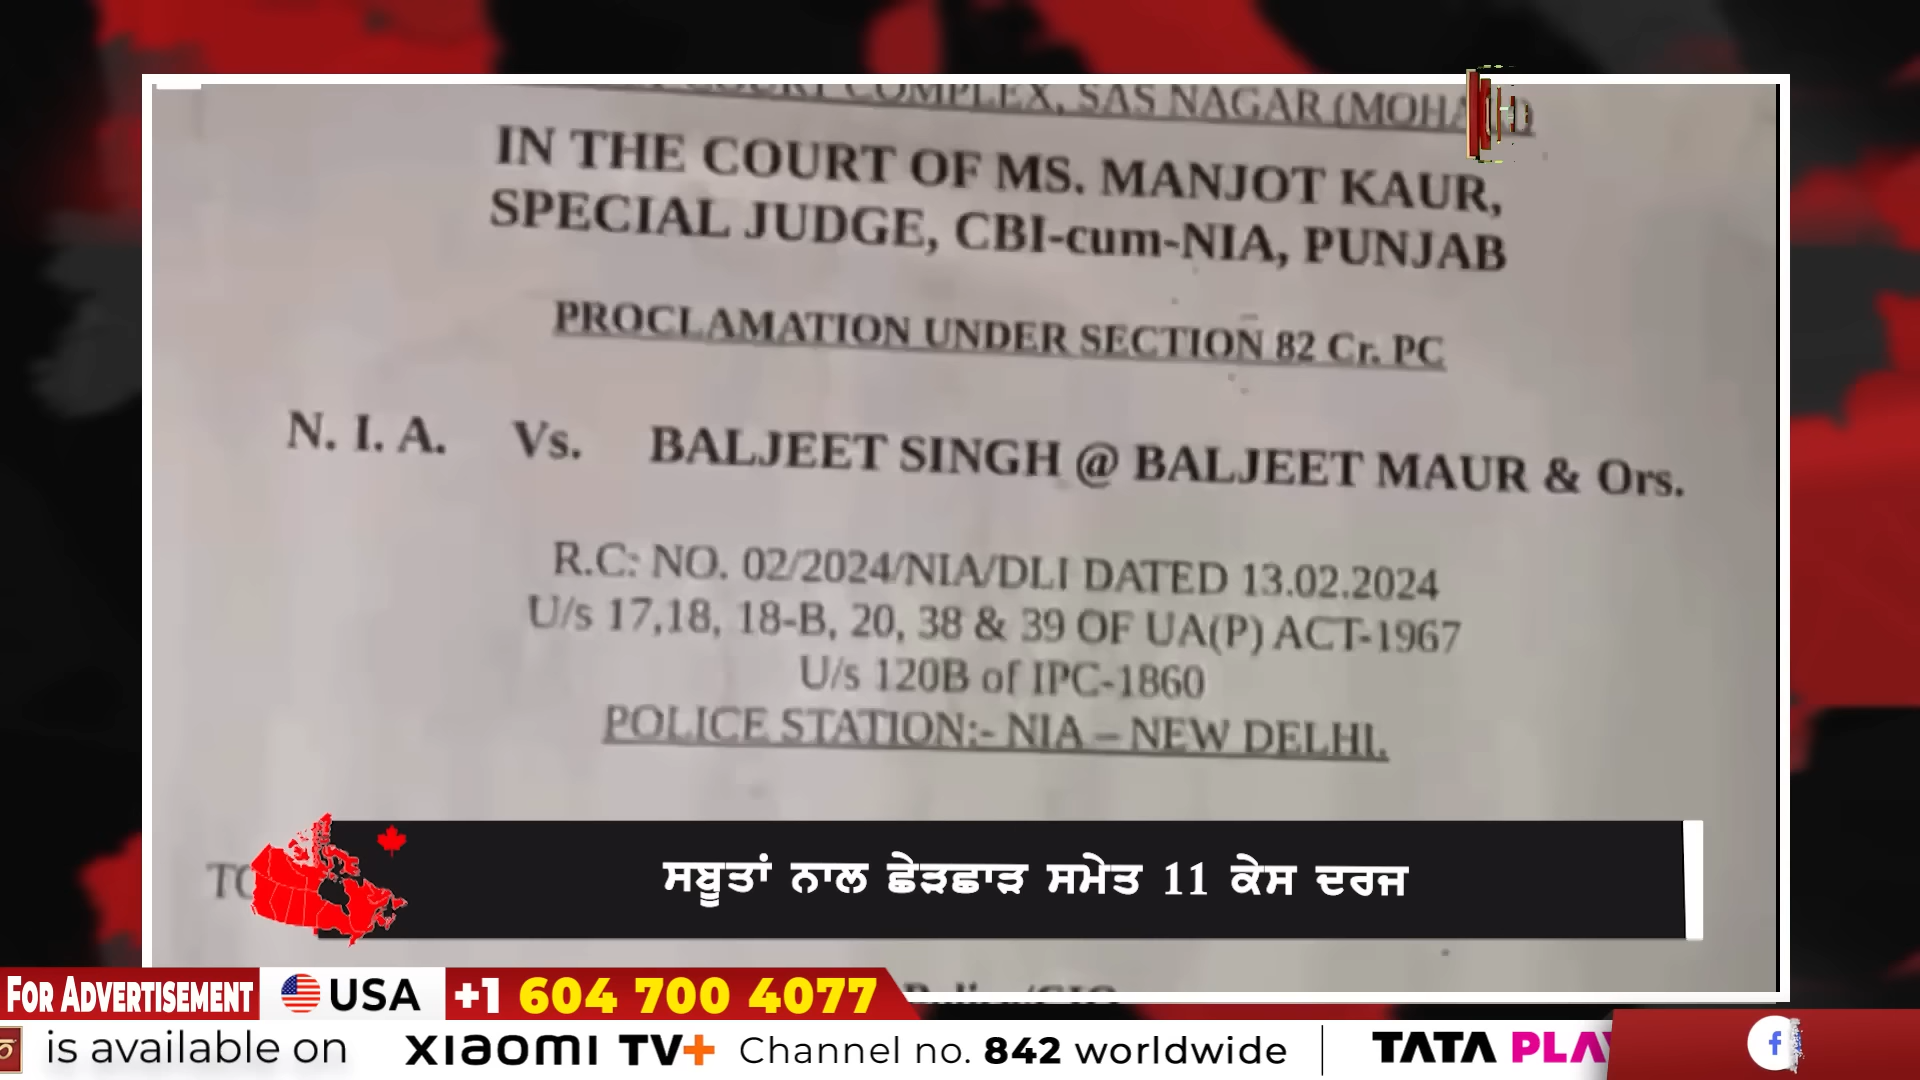 COURT COMPLEX, SAS NAGAR
IN THE COURT OF MS. MANJOT KAUR,
SPECIAL JUDGE, CBI-cum-NIA, PUNJAB
PROCLAMATION UNDER SECTION 82 Cr. PC
N. I. A. Vs. BALJEET SINGH @ BALJEET MAUR & Ors.
R.C: NO. 02/2024/NIA/DLI DATED 13.02.2024
U/s 17,18, 18-B, 20, 38 & 39 OF UA(P) ACT-1967
U/s 120B of IPC-1860
POLICE STATION:- NIA – NEW DELHI.
ਸਬੂਤਾਂ ਨਾਲ ਛੇੜਛਾੜ ਸਮੇਤ 11 ਕੇਸ ਦਰਜ
FOR ADVERTISEMENT USA +1 604 700 4077
is available on XIAOMI TV+ Channel no. 842 worldwide TATA PLA